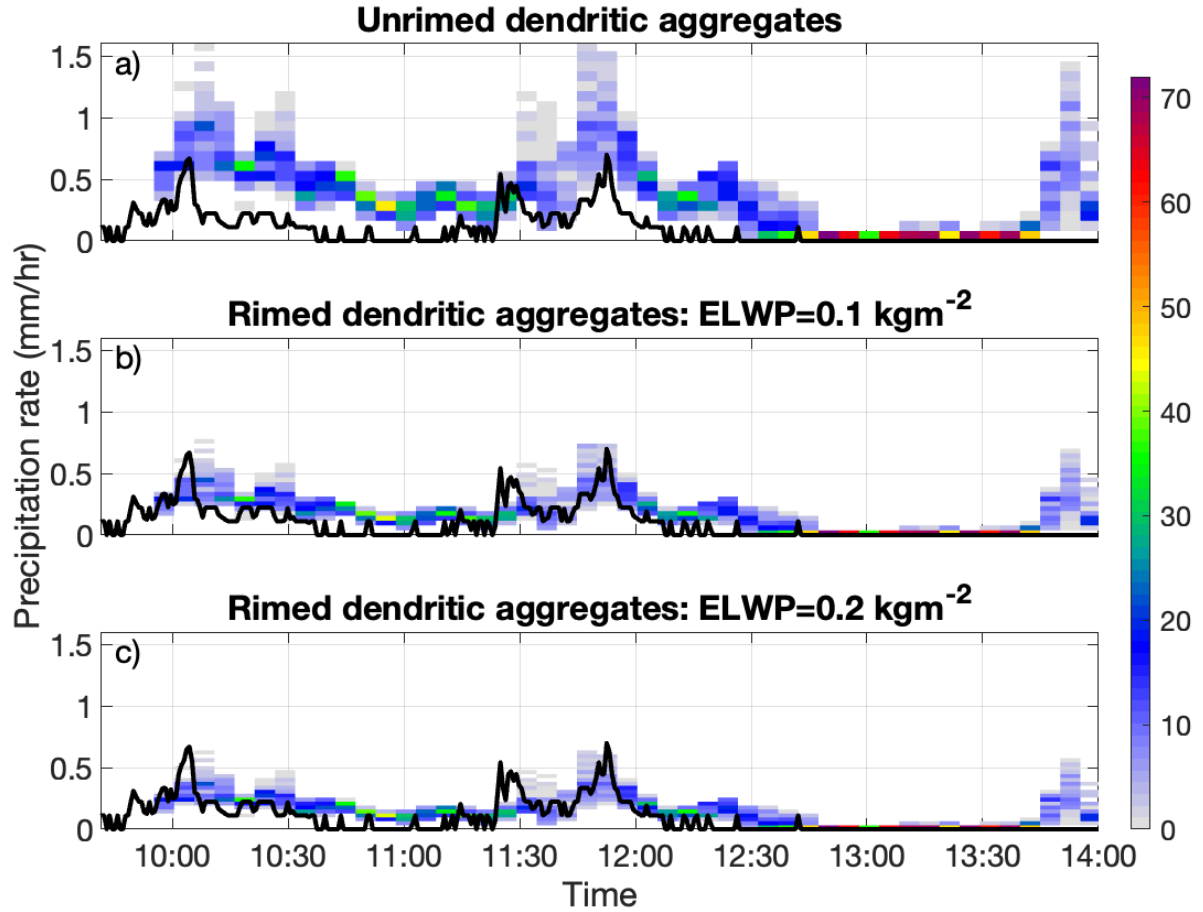 Unrimed dendritic aggregates
a)
1.5
1
0.5
0
Rimed dendritic aggregates: ELWP=0.1 kgm⁻²
b)
1.5
1
0.5
0
Rimed dendritic aggregates: ELWP=0.2 kgm⁻²
c)
1.5
1
0.5
0
10:00 10:30 11:00 11:30 12:00 12:30 13:00 13:30 14:00
Time
Precipitation rate (mm/hr)
70
60
50
40
30
20
10
0